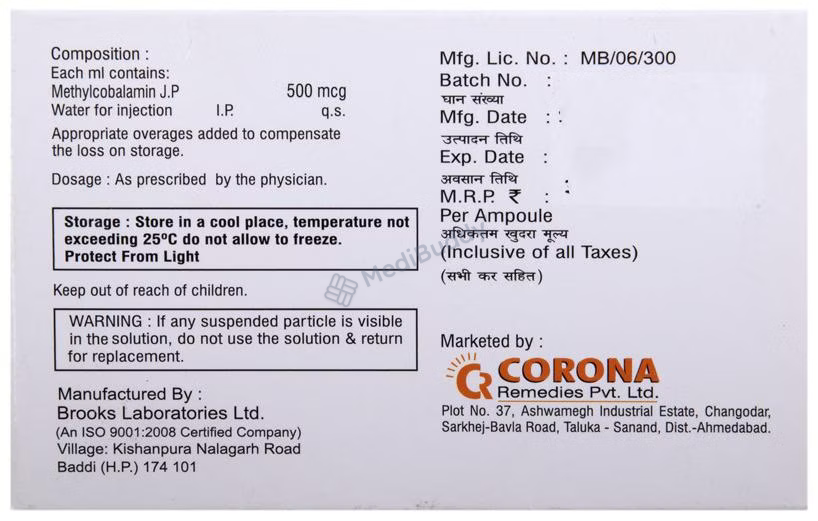 Composition :
Each ml contains:
Methylcobalamin J.P 500 mcg
Water for injection I.P. q.s.
Appropriate overages added to compensate
the loss on storage.
Dosage : As prescribed by the physician.
Storage : Store in a cool place, temperature not
exceeding 25ºC do not allow to freeze.
Protect From Light
Keep out of reach of children.
WARNING : If any suspended particle is visible
in the solution, do not use the solution & return
for replacement.
Manufactured By :
Brooks Laboratories Ltd.
(An ISO 9001:2008 Certified Company)
Village: Kishanpura Nalagarh Road
Baddi (H.P.) 174 101
Mfg. Lic. No. : MB/06/300
Batch No. :
घान संख्या
Mfg. Date :
उत्पादन तिथि
Exp. Date :
अवसान तिथि
M.R.P. ₹ :
Per Ampoule
अधिकतम खुदरा मूल्य
(Inclusive of all Taxes)
(सभी कर सहित)
Marketed by :
CR CORONA
Remedies Pvt. Ltd.
Plot No. 37, Ashwamegh Industrial Estate, Changodar,
Sarkhej-Bavla Road, Taluka - Sanand, Dist.-Ahmedabad.
MediBuddy